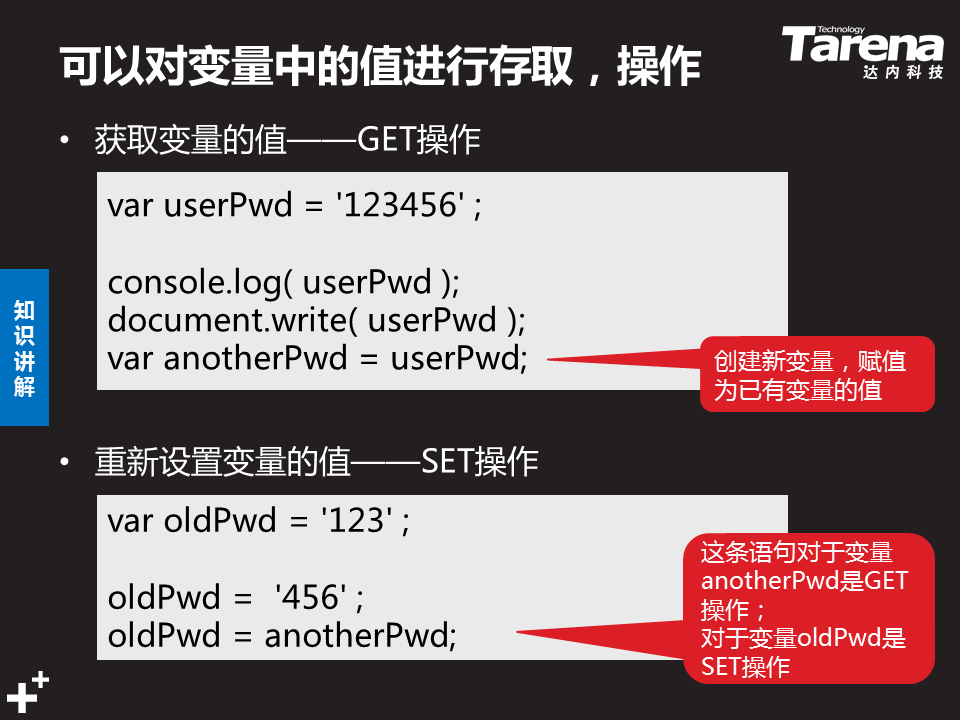 可以对变量中的值进行存取，操作
Technology
Tarena
达内科技
• 获取变量的值——GET操作
var userPwd = '123456' ;
console.log( userPwd );
document.write( userPwd );
var anotherPwd = userPwd;
创建新变量，赋值
为已有变量的值
知识讲解
• 重新设置变量的值——SET操作
var oldPwd = '123' ;
oldPwd =  '456' ;
oldPwd = anotherPwd;
这条语句对于变量
anotherPwd是GET
操作；
对于变量oldPwd是
SET操作